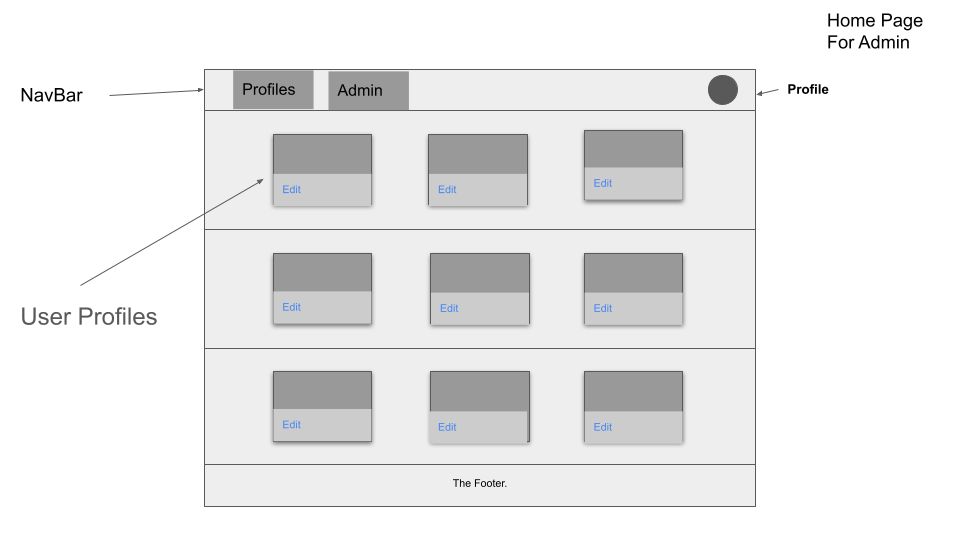 Home Page
For Admin
NavBar
Profiles
Admin
Profile
Edit
Edit
Edit
User Profiles
Edit
Edit
Edit
Edit
Edit
Edit
The Footer.